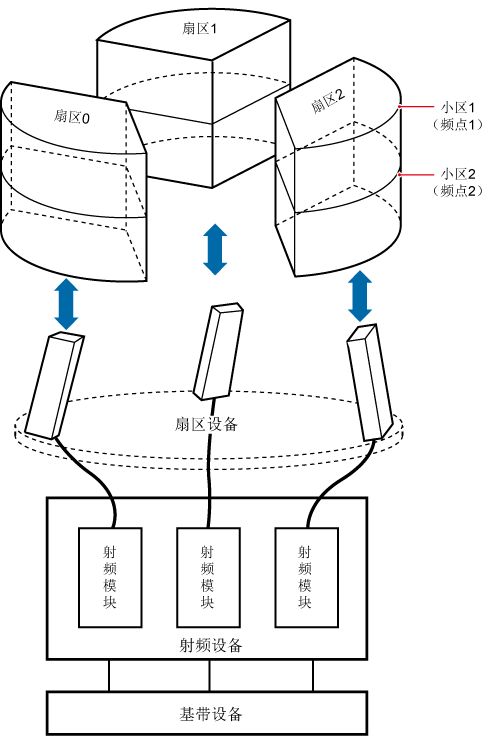 扇区1
扇区0
扇区2
小区1
（频点1）
小区2
（频点2）
扇区设备
射频模块
射频模块
射频模块
射频设备
基带设备